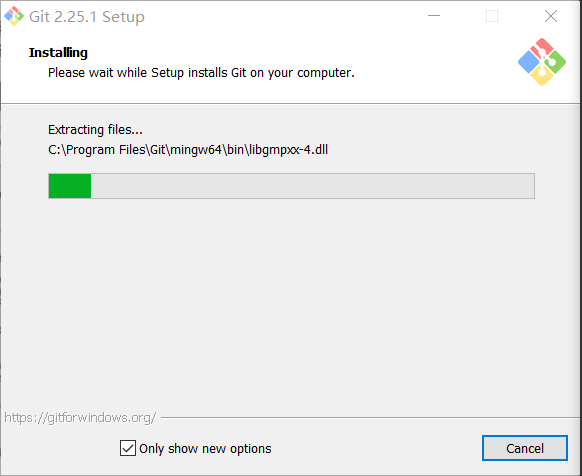 Git 2.25.1 Setup
Installing
Please wait while Setup installs Git on your computer.
Extracting files...
C:\Program Files\Git\mingw64\bin\libgmpxx-4.dll
https://gitforwindows.org/
Only show new options
Cancel